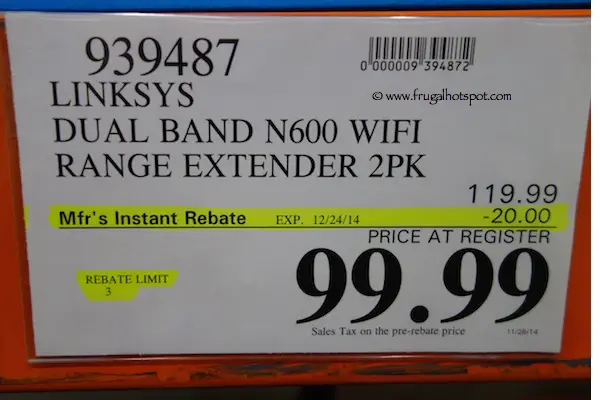 939487
0 000009 394872
© www.frugalhotspot.com
LINKSYS
DUAL BAND N600 WIFI
RANGE EXTENDER 2PK
119.99
Mfr's Instant Rebate EXP. 12/24/14 -20.00
PRICE AT REGISTER
99.99
REBATE LIMIT
3
Sales Tax on the pre-rebate price 11/28/14